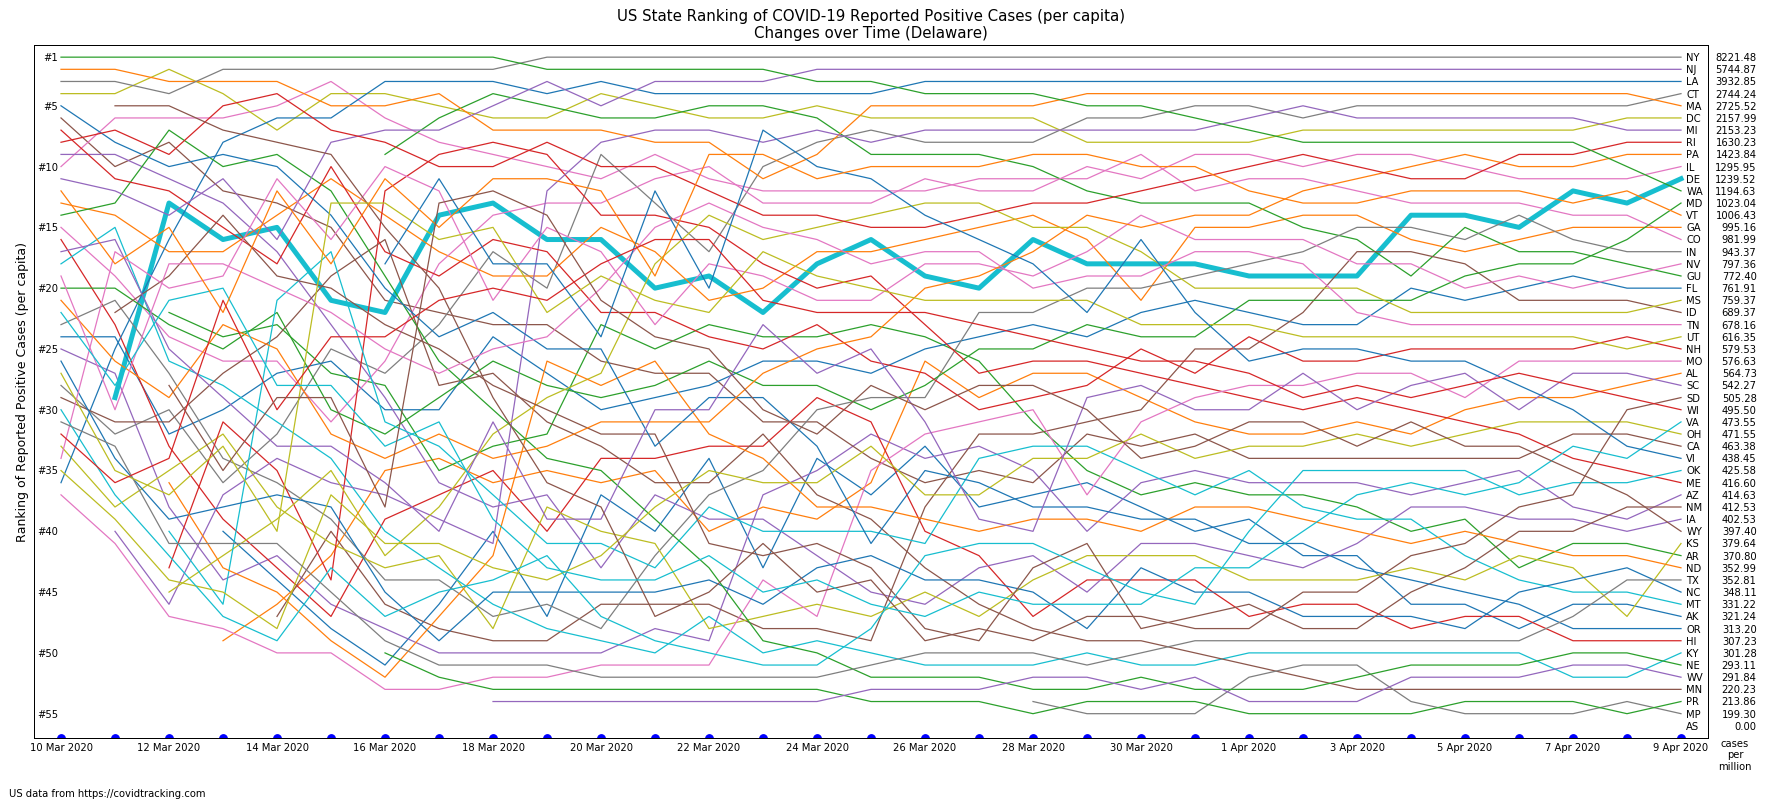 US State Ranking of COVID-19 Reported Positive Cases (per capita)
Changes over Time (Delaware)
Ranking of Reported Positive Cases (per capita)
#1
#5
#10
#15
#20
#25
#30
#35
#40
#45
#50
#55
NY 8221.48
NJ 5744.87
LA 3932.85
CT 2744.24
MA 2725.52
DC 2157.99
MI 2153.23
RI 1630.23
PA 1423.84
IL 1295.95
DE 1239.52
WA 1194.63
MD 1023.04
VT 1006.43
GA 995.16
CO 981.99
IN 943.37
NV 797.36
GU 772.40
FL 761.91
MS 759.37
ID 689.37
TN 678.16
UT 616.35
NH 579.53
MO 576.63
AL 564.73
SC 542.27
SD 505.28
WI 495.50
VA 473.55
OH 471.55
CA 463.38
VI 438.45
OK 425.58
ME 416.60
AZ 414.63
NM 412.53
IA 402.53
WY 397.40
KS 379.64
AR 370.80
ND 352.99
TX 352.81
NC 348.11
MT 331.22
AK 321.24
OR 313.20
HI 307.23
KY 301.28
NE 293.11
WV 291.84
MN 220.23
PR 213.86
MP 199.30
AS 0.00
10 Mar 2020 12 Mar 2020 14 Mar 2020 16 Mar 2020 18 Mar 2020 20 Mar 2020 22 Mar 2020 24 Mar 2020 26 Mar 2020 28 Mar 2020 30 Mar 2020 1 Apr 2020 3 Apr 2020 5 Apr 2020 7 Apr 2020 9 Apr 2020
cases
per
million
US data from https://covidtracking.com